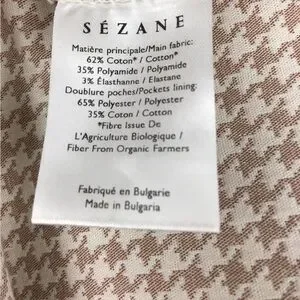 SÉZANE
Matière principale/Main fabric:
62% Coton* / Cotton*
35% Polyamide / Polyamide
3% Élasthanne / Elastane
Doublure poches/Pockets lining:
65% Polyester / Polyester
35% Coton / Cotton
*Fibre Issue De
L'Agriculture Biologique /
Fiber From Organic Farmers
Fabriqué en Bulgarie
Made in Bulgaria